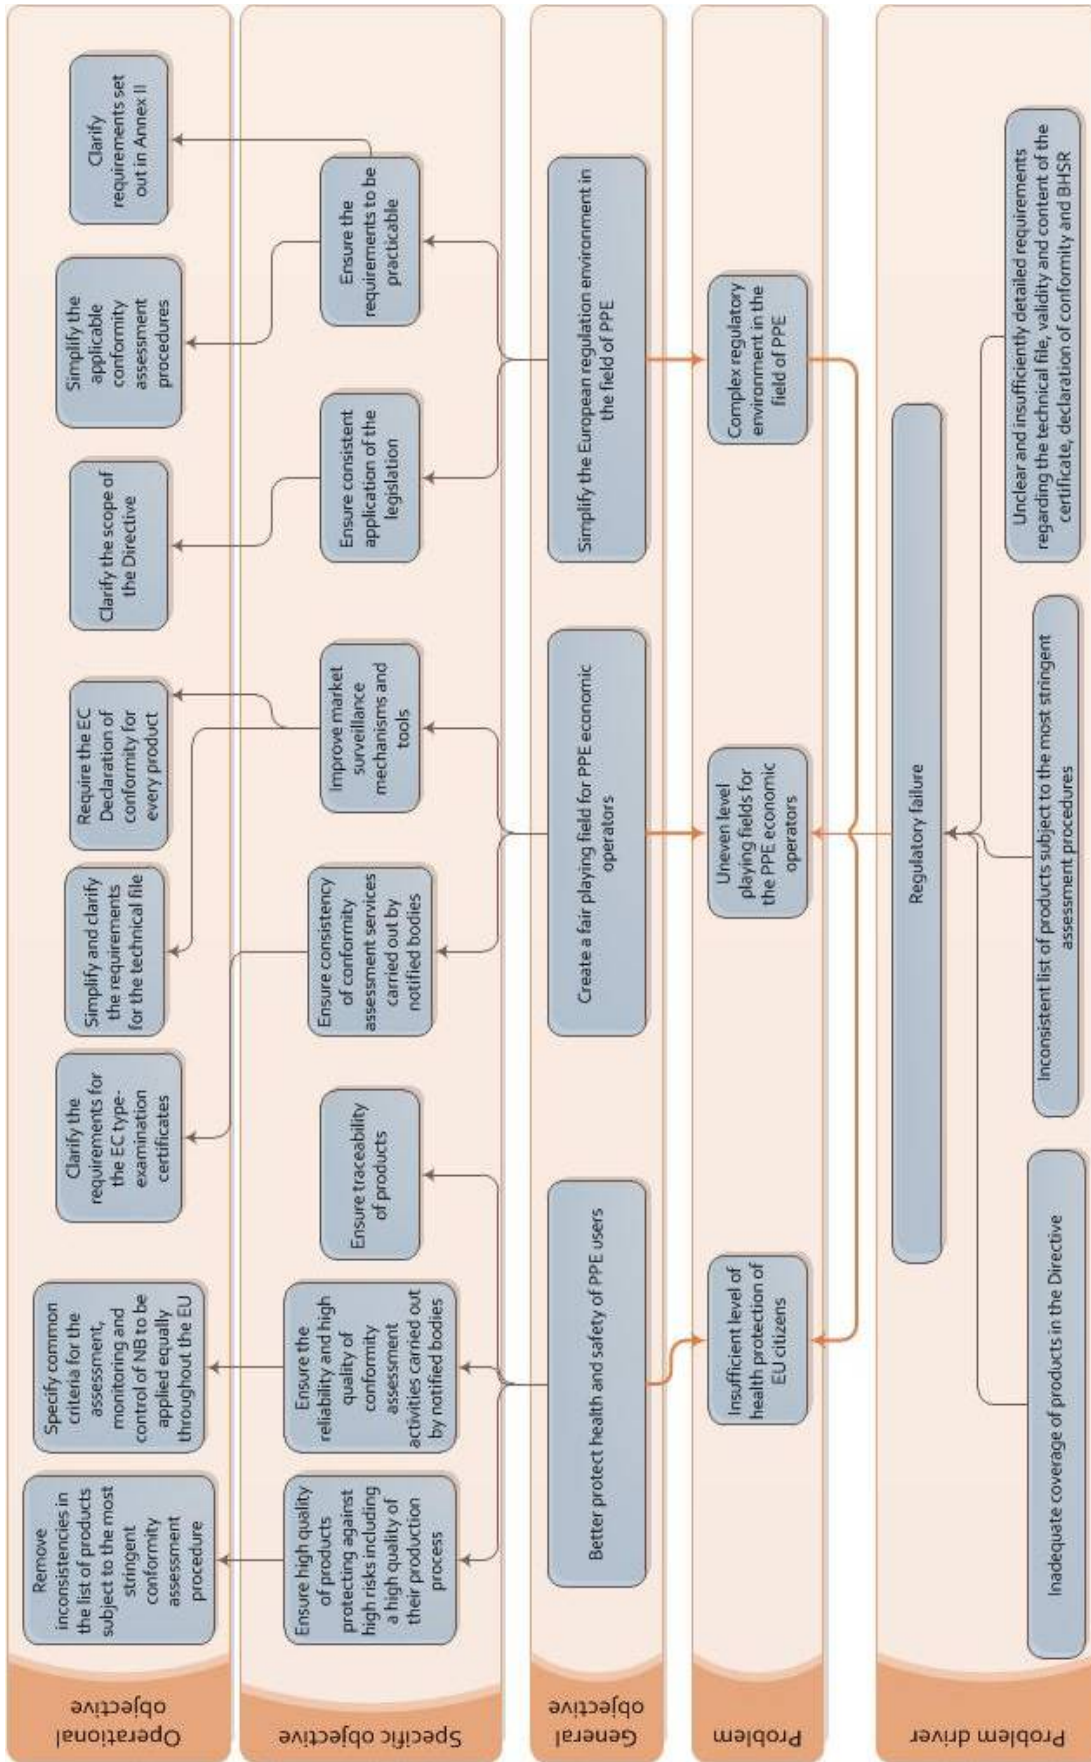 Operational
objective
Remove
inconsistencies in
the list of products
subject to the most
stringent
conformity
assessment
procedure
Specify common
criteria for the
assessment,
monitoring and
control of NB to be
applied equally
throughout the EU
Clarify the
requirements for
the EC type-
examination
certificates
Simplify and clarify
the requirements
for the technical file
Require the EC
Declaration of
conformity for
every product
Clarify the scope of
the Directive
Simplify the
applicable
conformity
assessment
procedures
Clarify
requirements set
out in Annex II
Specific objective
Ensure high quality
of products
protecting against
high risks including
a high quality of
their production
process
Ensure the
reliability and high
quality of
conformity
assessment
activities carried out
by notified bodies
Ensure traceability
of products
Ensure consistency
of conformity
assessment services
carried out by
notified bodies
Improve market
surveillance
mechanisms and
tools
Ensure consistent
application of the
legislation
Ensure the
requirements to be
practicable
General
objective
Better protect health and safety of PPE users
Create a fair playing field for PPE economic
operators
Simplify the European regulation environment in
the field of PPE
Problem
Insufficient level of
health protection of
EU citizens
Uneven level
playing fields for
the PPE economic
operators
Complex regulatory
environment in the
field of PPE
Problem driver
Regulatory failure
Inadequate coverage of products in the Directive
Inconsistent list of products subject to the most stringent
assessment procedures
Unclear and insufficiently detailed requirements
regarding the technical file, validity and content of the
certificate, declaration of conformity and BHSR